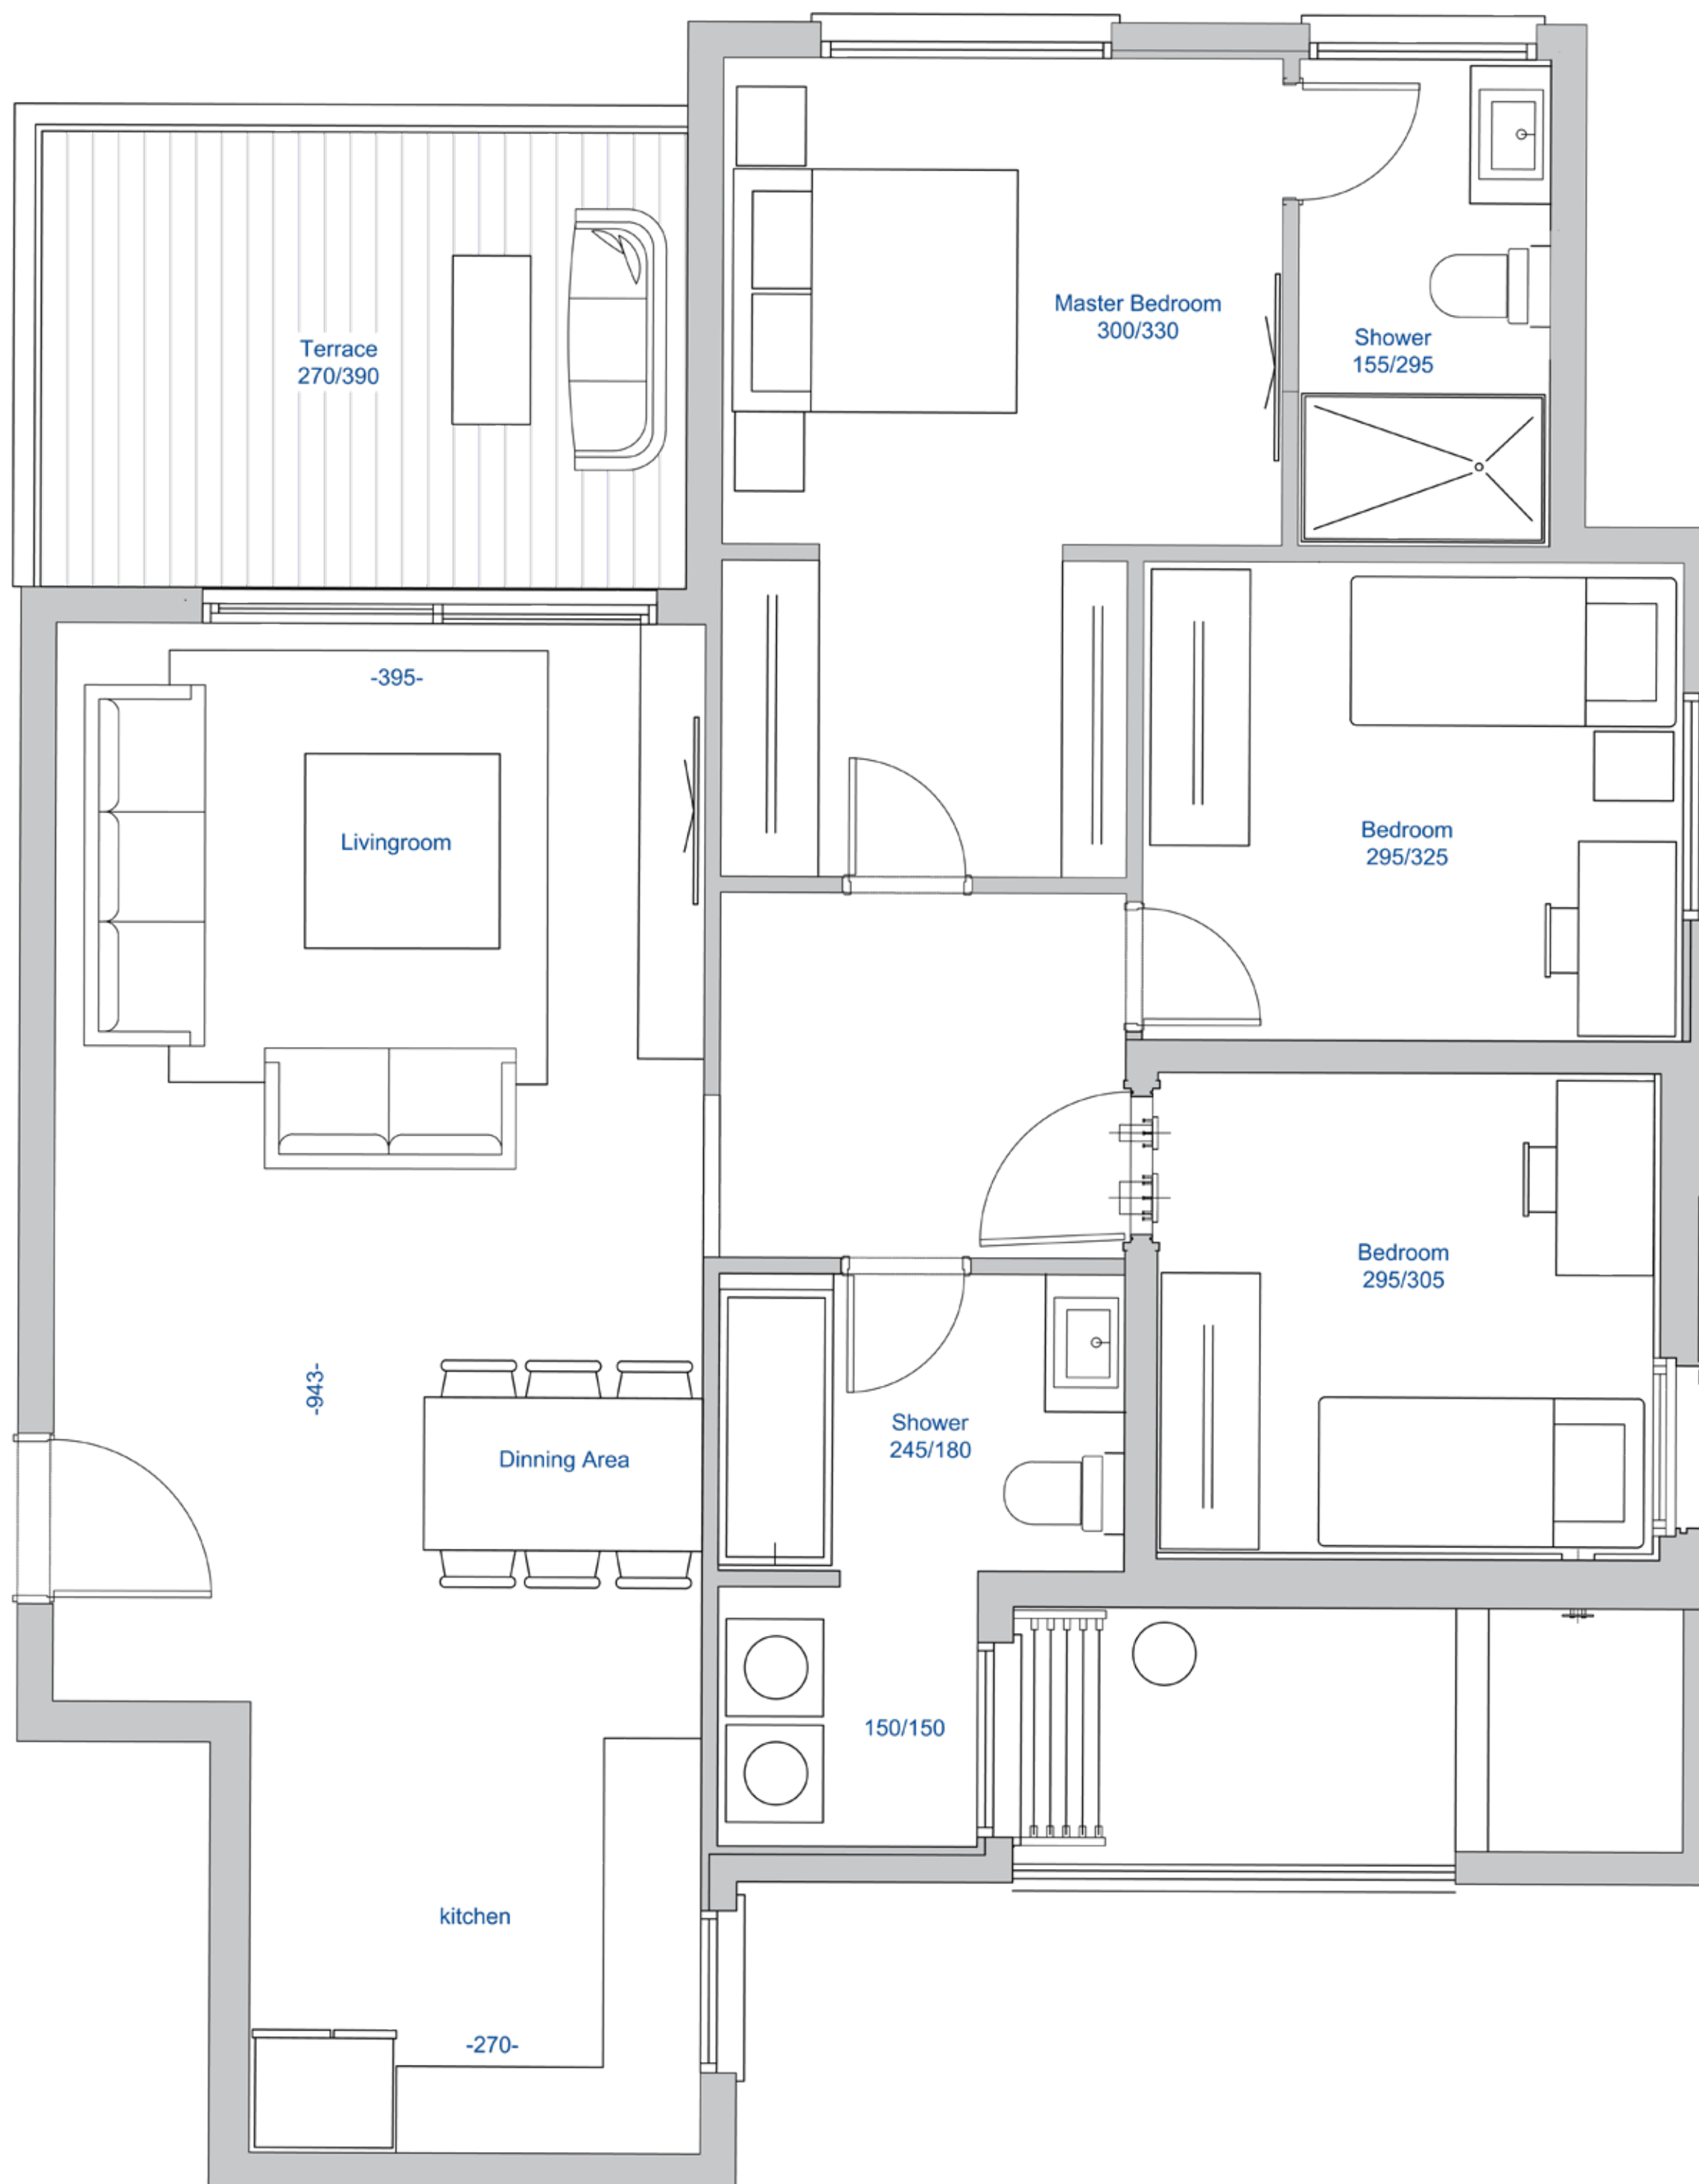 Master Bedroom
300/330
Shower
155/295
Terrace
270/390
-395-
Livingroom
Bedroom
295/325
Bedroom
295/305
-943-
Shower
245/180
Dinning Area
150/150
kitchen
-270-